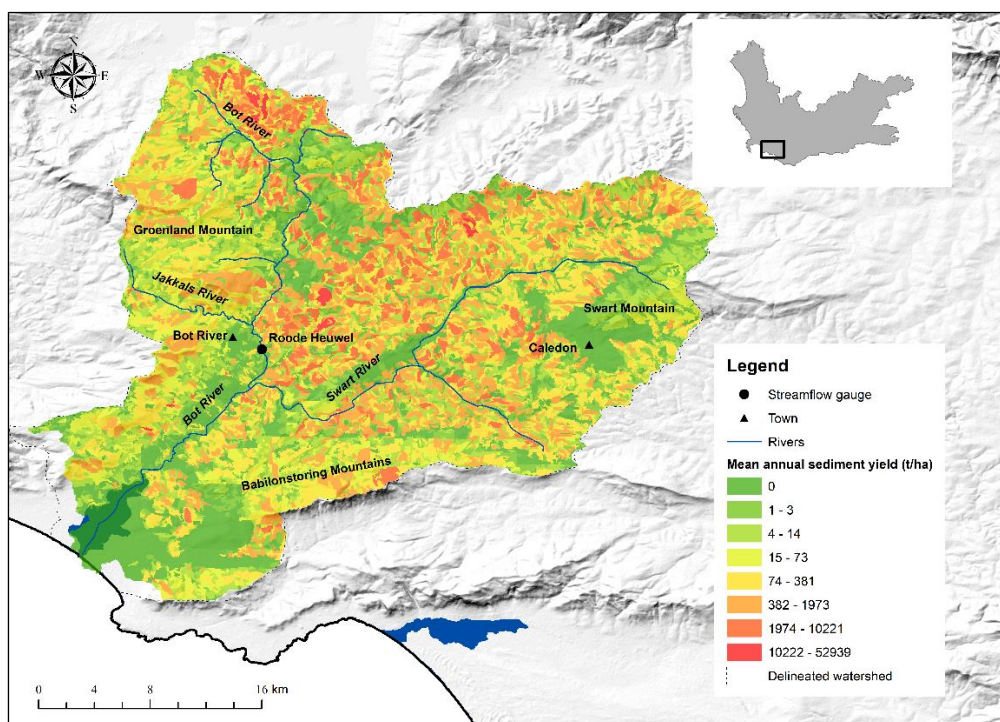 N
W E
S
Bot River
Groenland Mountain
Jakkals River
Bot River
Roode Heuwel
Swart Mountain
Caledon
Swart River
Bot River
Babilonstoring Mountains
Legend
Streamflow gauge
Town
Rivers
Mean annual sediment yield (t/ha)
0
1 - 3
4 - 14
15 - 73
74 - 381
382 - 1973
1974 - 10221
10222 - 52939
Delineated watershed
0 4 8 16 km